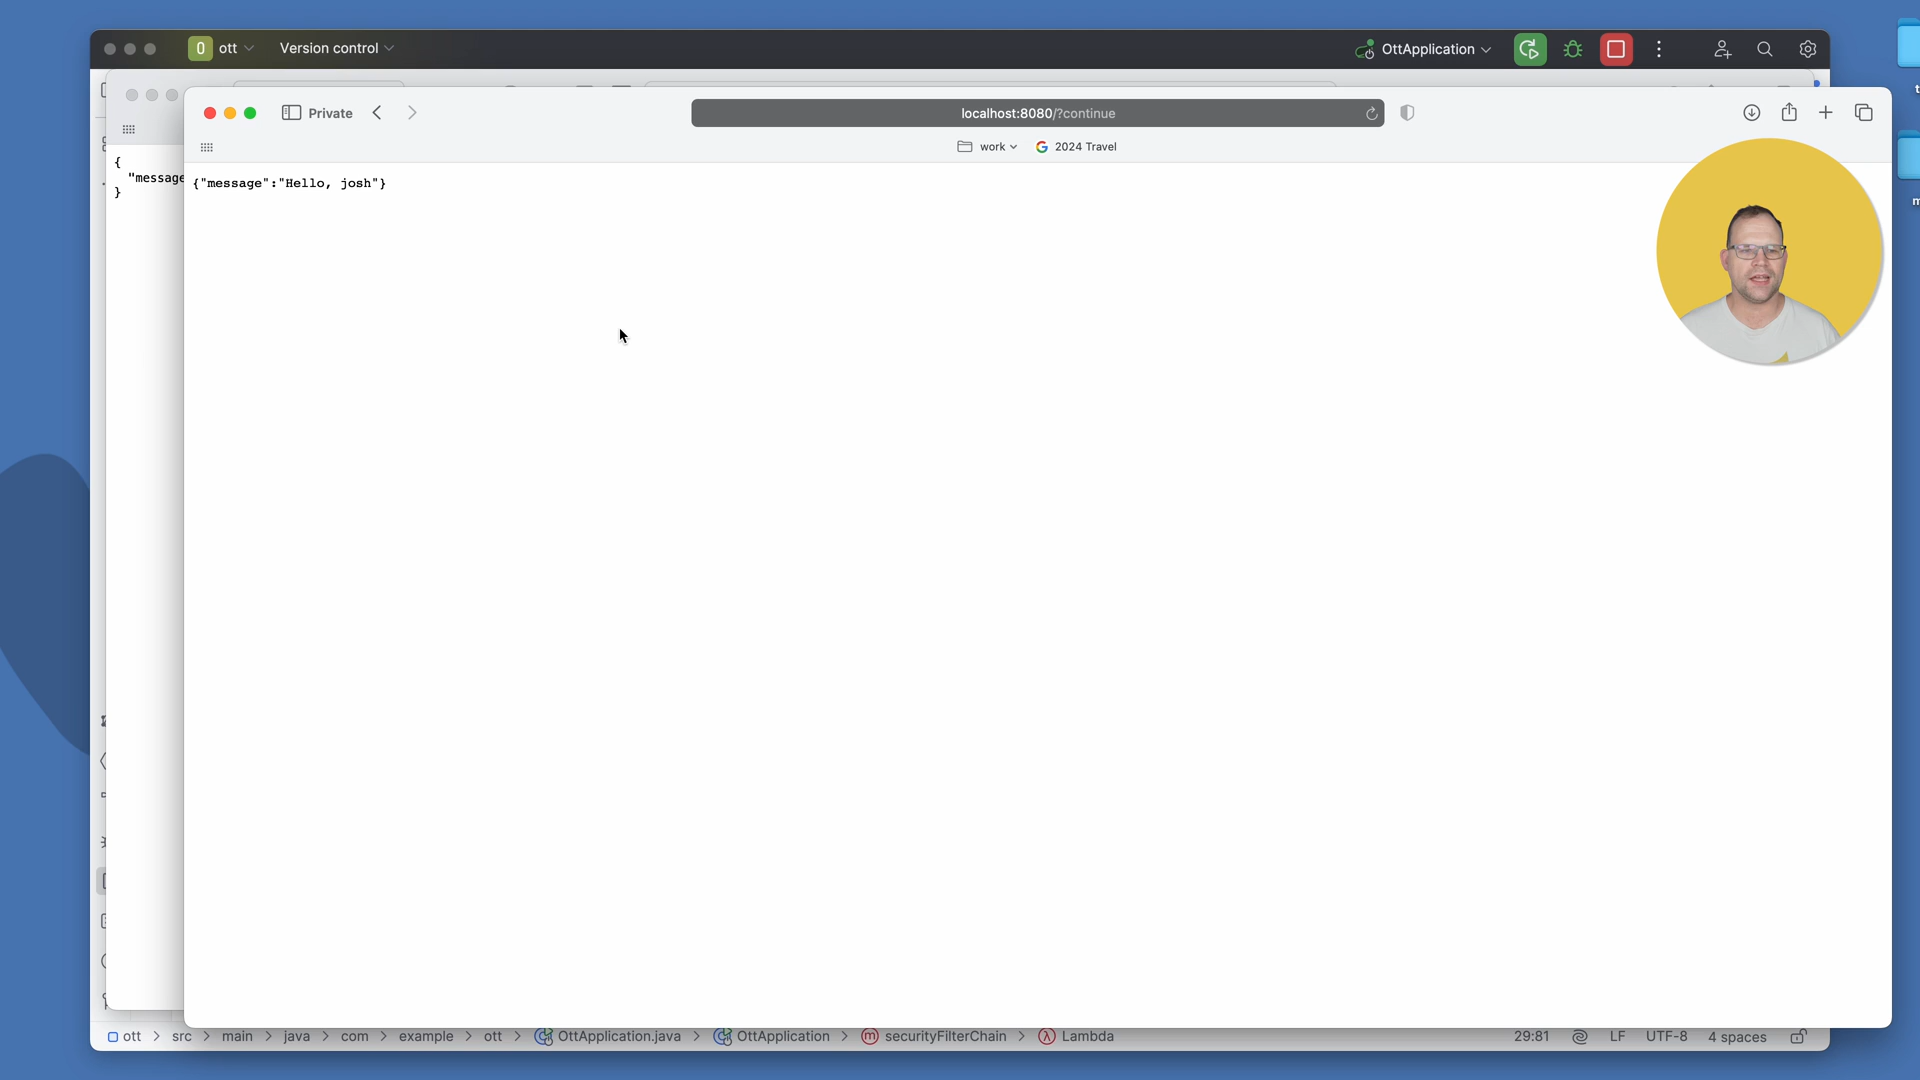 0 ott Version control OttApplication
Private localhost:8080/?continue
work 2024 Travel
{
"message
}
{"message":"Hello, josh"}
ott > src > main > java > com > example > ott > OttApplication.java > OttApplication > m securityFilterChain > λ Lambda 29:81 LF UTF-8 4 spaces